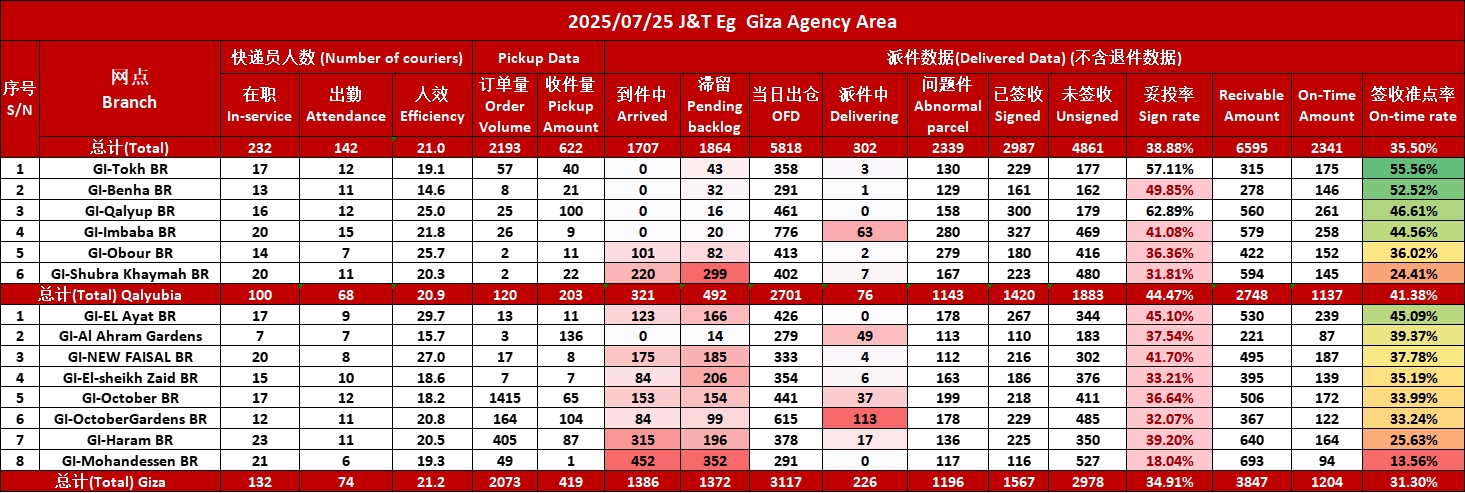 2025/07/25 J&T Eg  Giza Agency Area
序号 S/N 网点 Branch 快递员人数 (Number of couriers) Pickup Data 派件数据(Delivered Data) (不含退件数据)
在职 In-service 出勤 Attendance 人效 Efficiency 订单量 Order Volume 收件量 Pickup Amount 到件中 Arrived 滞留 Pending backlog 当日出仓 OFD 派件中 Delivering 问题件 Abnormal parcel 已签收 Signed 未签收 Unsigned 妥投率 Sign rate Recivable Amount On-Time Amount 签收准点率 On-time rate
总计(Total) 232 142 21.0 2193 622 1707 1864 5818 302 2339 2987 4861 38.88% 6595 2341 35.50%
1 GI-Tokh BR 17 12 19.1 57 40 0 43 358 3 130 229 177 57.11% 315 175 55.56%
2 GI-Benha BR 13 11 14.6 8 21 0 32 291 1 129 161 162 49.85% 278 146 52.52%
3 GI-Qalyup BR 16 12 25.0 25 100 0 16 461 0 158 300 179 62.89% 560 261 46.61%
4 GI-Imbaba BR 20 15 21.8 26 9 0 20 776 63 280 327 469 41.08% 579 258 44.56%
5 GI-Obour BR 14 7 25.7 2 11 101 82 413 2 279 180 416 36.36% 422 152 36.02%
6 GI-Shubra Khaymah BR 20 11 20.3 2 22 220 299 402 7 167 223 480 31.81% 594 145 24.41%
总计(Total) Qalyubia 100 68 20.9 120 203 321 492 2701 76 1143 1420 1883 44.47% 2748 1137 41.38%
1 GI-EL Ayat BR 17 9 29.7 13 11 123 166 426 0 178 267 344 45.10% 530 239 45.09%
2 GI-Al Ahram Gardens 7 7 15.7 3 136 0 14 279 49 113 110 183 37.54% 221 87 39.37%
3 GI-NEW FAISAL BR 20 8 27.0 17 8 175 185 333 4 112 216 302 41.70% 495 187 37.78%
4 GI-El-sheikh Zaid BR 15 10 18.6 7 7 84 206 354 6 163 186 376 33.21% 395 139 35.19%
5 GI-October BR 17 12 18.2 1415 65 153 154 441 37 199 218 411 36.64% 506 172 33.99%
6 GI-OctoberGardens BR 12 11 20.8 164 104 84 99 615 113 178 229 485 32.07% 367 122 33.24%
7 GI-Haram BR 23 11 20.5 405 87 315 196 378 17 136 225 350 39.20% 640 164 25.63%
8 GI-Mohandessen BR 21 6 19.3 49 1 452 352 291 0 117 116 527 18.04% 693 94 13.56%
总计(Total) Giza 132 74 21.2 2073 419 1386 1372 3117 226 1196 1567 2978 34.91% 3847 1204 31.30%